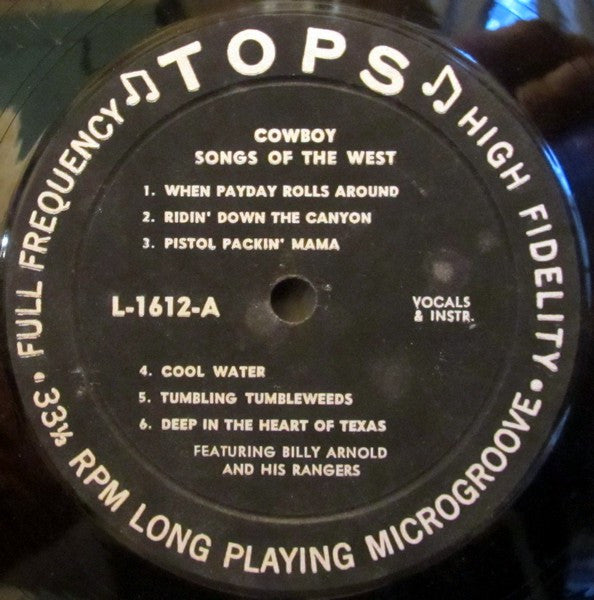 TOPS
FULL FREQUENCY
HIGH FIDELITY
COWBOY
SONGS OF THE WEST
1. WHEN PAYDAY ROLLS AROUND
2. RIDIN' DOWN THE CANYON
3. PISTOL PACKIN' MAMA
L-1612-A
VOCALS
& INSTR.
4. COOL WATER
5. TUMBLING TUMBLEWEEDS
6. DEEP IN THE HEART OF TEXAS
FEATURING BILLY ARNOLD
AND HIS RANGERS
• 33⅓ RPM LONG PLAYING MICROGROOVE •